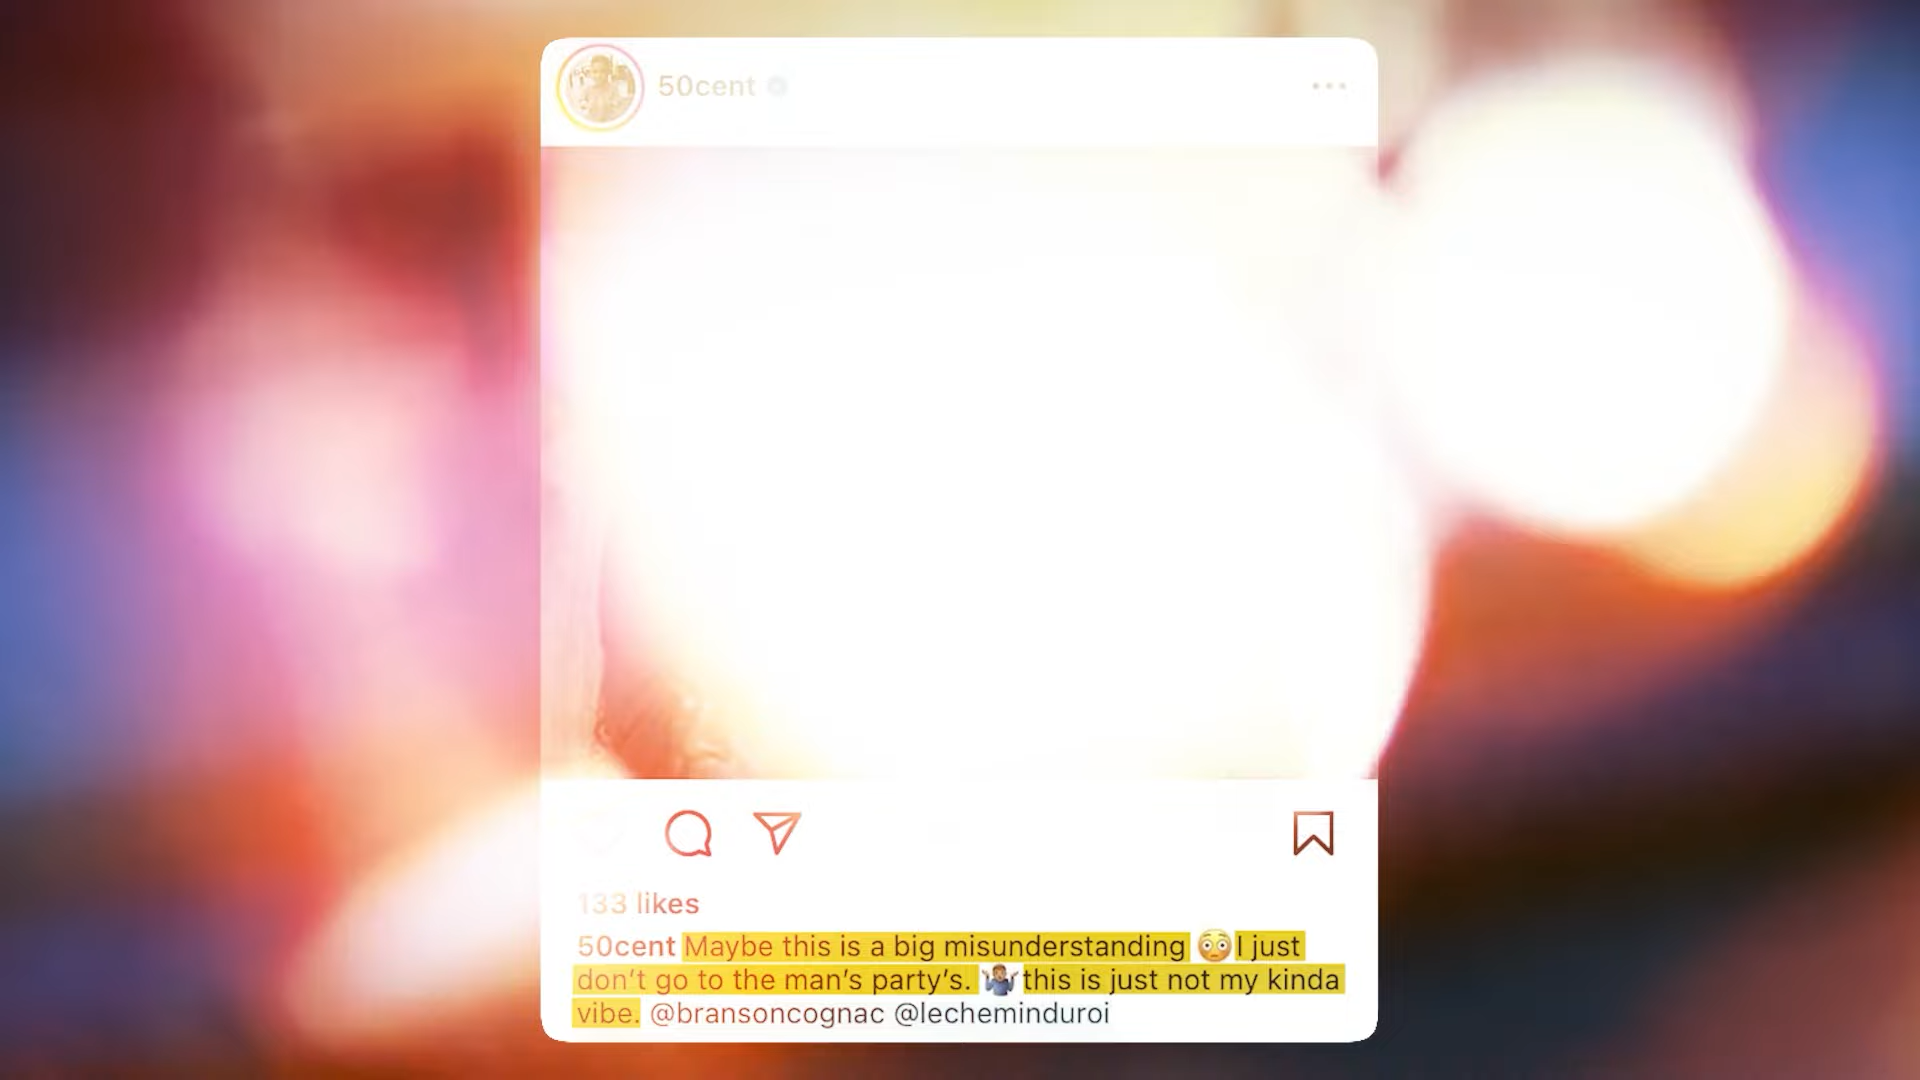 50cent
133 likes
50cent Maybe this is a big misunderstanding 😳 I just
don't go to the man's party's. 🤷🏽‍♂️ this is just not my kinda
vibe. @bransoncognac @lecheminduroi